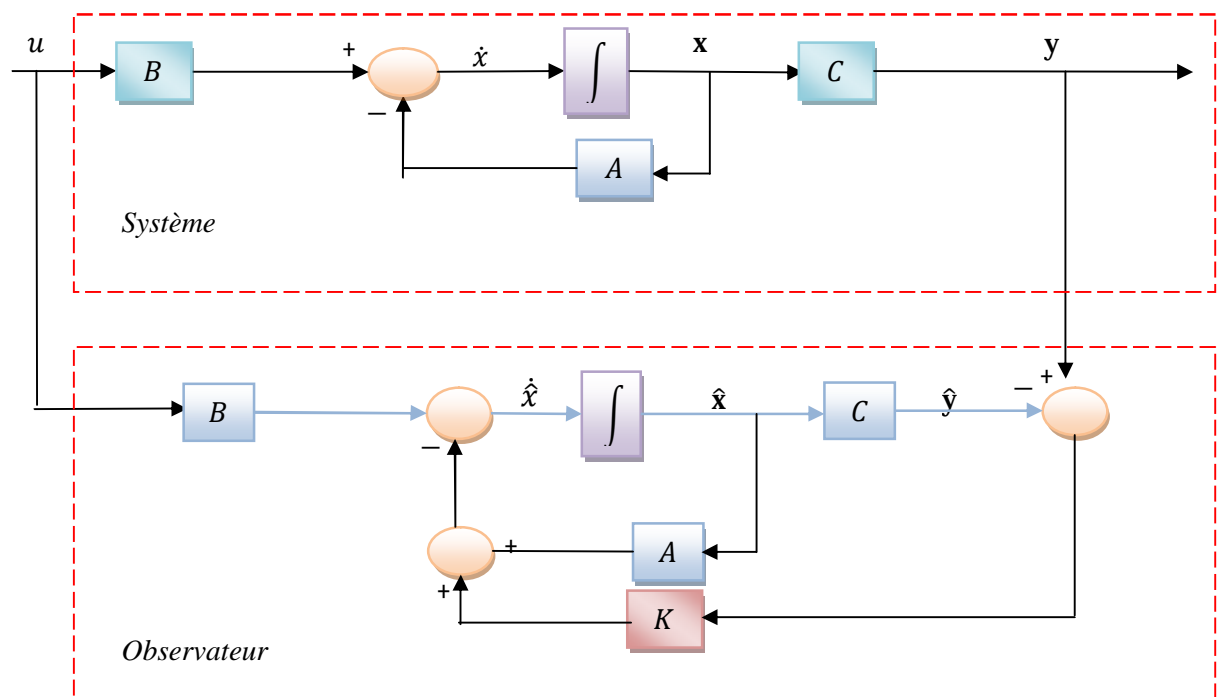 u
B
+
ẋ
∫
x
C
y
−
A
Système
B
x̂̇
∫
x̂
C
ŷ
− +
−
+
A
+
K
Observateur